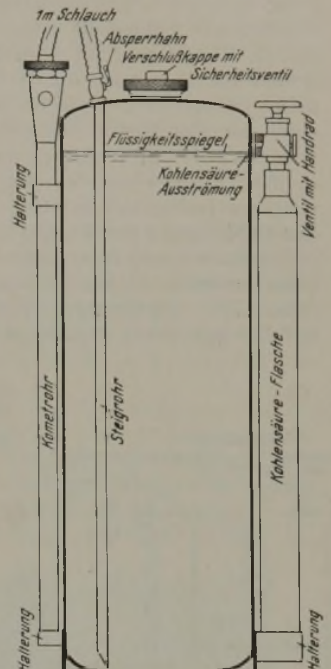 1m Schlauch
Absperrhahn
Verschlußkappe mit
Sicherheitsventil
Flüssigkeitsspiegel
Kohlensäure-
Ausströmung
Ventil mit Handrad
Halterung
Kometrohr
Steigrohr
Kohlensäure-Flasche
Halterung
Halterung